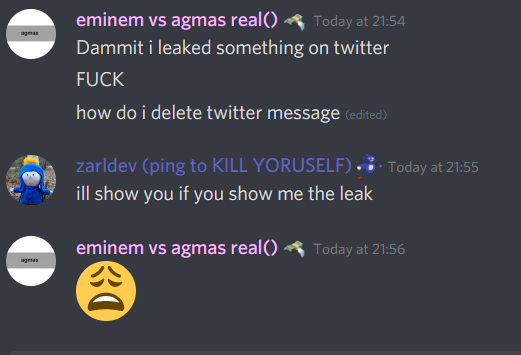 eminem vs agmas real() Today at 21:54
agmas
Dammit i leaked something on twitter
FUCK
how do i delete twitter message (edited)
zarldev (ping to KILL YORUSELF) · Today at 21:55
ill show you if you show me the leak
eminem vs agmas real() Today at 21:56
agmas